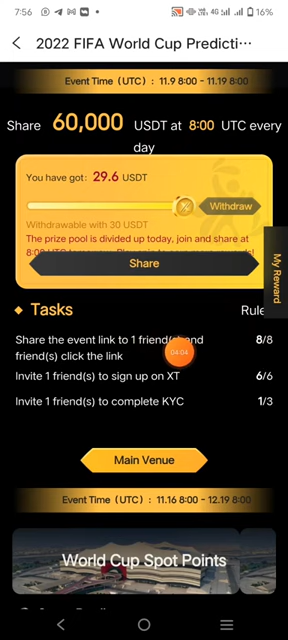 7:56
16%
2022 FIFA World Cup Predicti···
Event Time (UTC) : 11.9 8:00 - 11.19 8:00
Share 60,000 USDT at 8:00 UTC every
day
You have got: 29.6 USDT
Withdraw
Withdrawable with 30 USDT
The prize pool is divided up today, join and share at
Share
My Reward
Tasks
Rule
Share the event link to 1 friend(s) and
friend(s) click the link
8/8
04:04
Invite 1 friend(s) to sign up on XT
6/6
Invite 1 friend(s) to complete KYC
1/3
Main Venue
Event Time (UTC) : 11.16 8:00 - 12.19 8:00
World Cup Spot Points